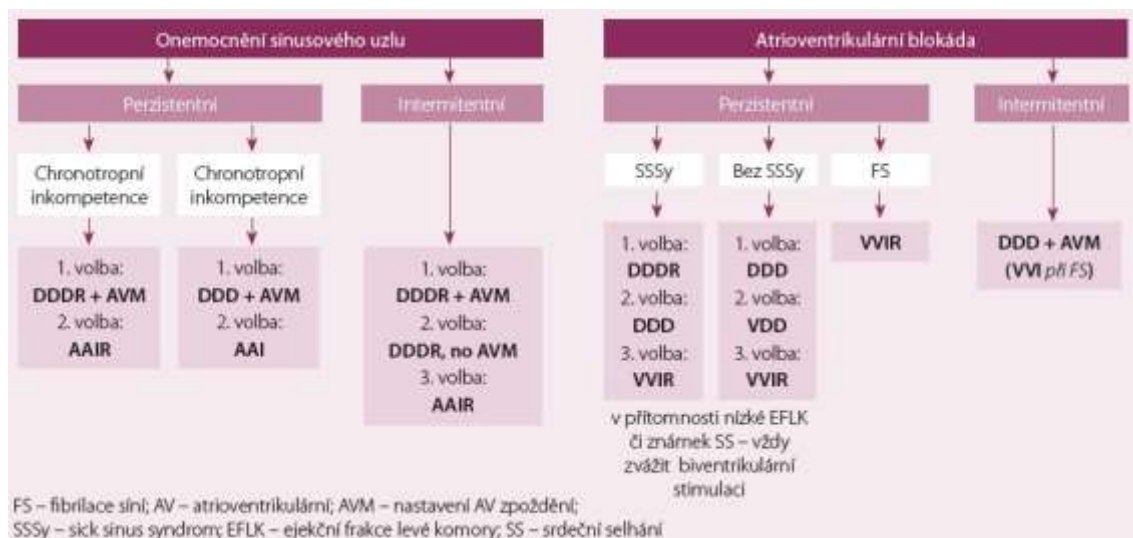 Onemocnění sinusového uzlu
Perzistentní
Intermitentní
Chronotropní
inkompetence
Chronotropní
inkompetence
1. volba:
DDDR + AVM
2. volba:
AAIR
1. volba:
DDD + AVM
2. volba:
AAI
1. volba:
DDDR + AVM
2. volba:
DDDR, no AVM
3. volba:
AAIR
Atrioventrikulární blokáda
Perzistentní
Intermitentní
SSSy
Bez SSSy
FS
1. volba:
DDDR
2. volba:
DDD
3. volba:
VVIR
1. volba:
DDD
2. volba:
VDD
3. volba:
VVIR
VVIR
DDD + AVM
(VVI při FS)
v přítomnosti nízké EFLK
či známek SS – vždy
zvážit biventrikulární
stimulaci
FS – fibrilace síní; AV – atrioventrikulární; AVM – nastavení AV zpoždění;
SSSy – sick sinus syndrom; EFLK – ejekční frakce levé komory; SS – srdeční selhání